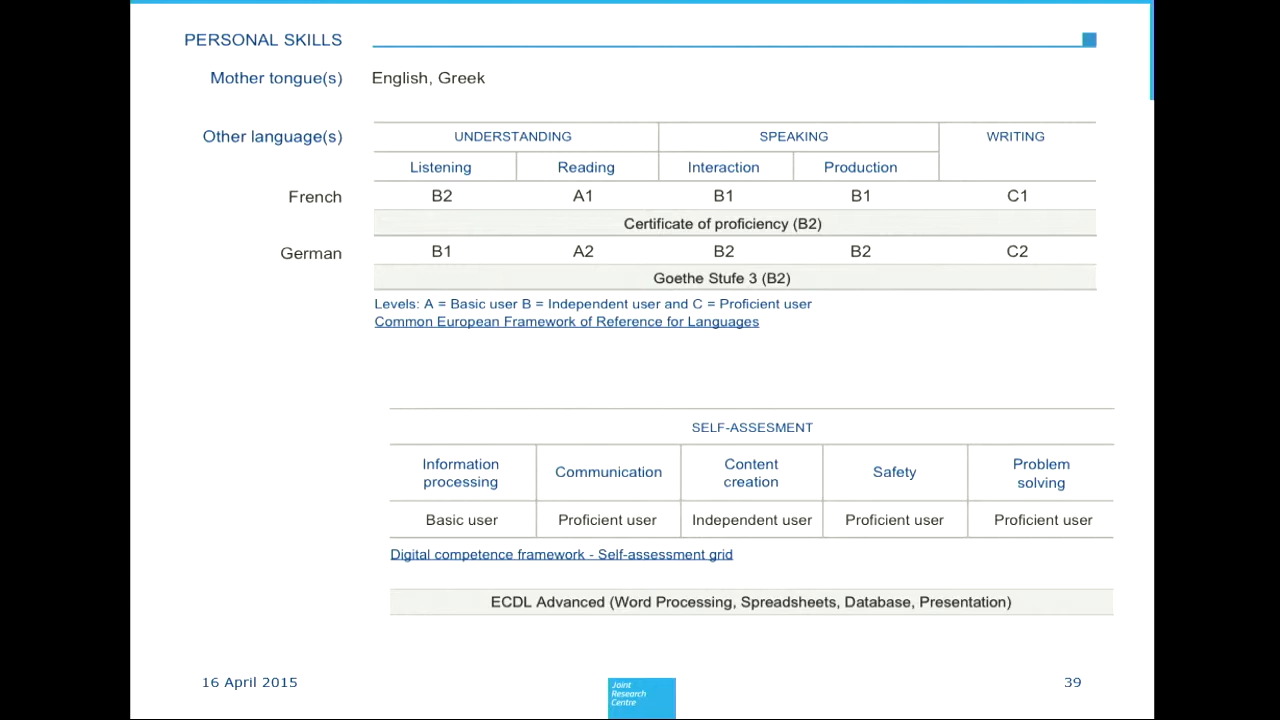 PERSONAL SKILLS
Mother tongue(s) English, Greek
Other language(s) UNDERSTANDING SPEAKING WRITING
Listening Reading Interaction Production
French B2 A1 B1 B1 C1
Certificate of proficiency (B2)
German B1 A2 B2 B2 C2
Goethe Stufe 3 (B2)
Levels: A = Basic user B = Independent user and C = Proficient user
Common European Framework of Reference for Languages
SELF-ASSESMENT
Information processing Communication Content creation Safety Problem solving
Basic user Proficient user Independent user Proficient user Proficient user
Digital competence framework - Self-assessment grid
ECDL Advanced (Word Processing, Spreadsheets, Database, Presentation)
16 April 2015 Joint Research Centre 39